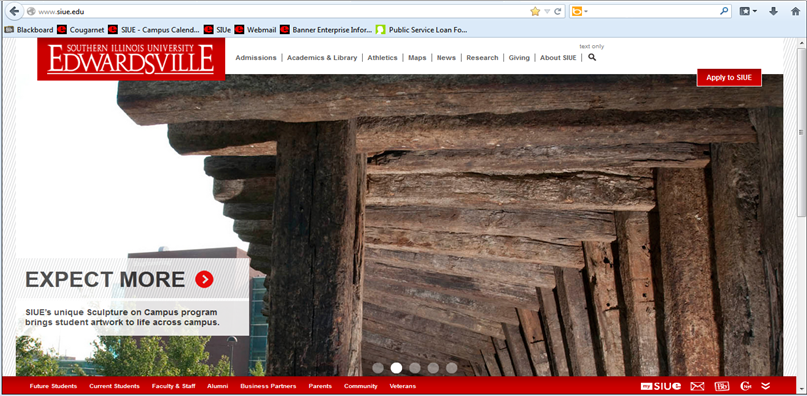 www.siue.edu
Blackboard Cougarnet SIUE - Campus Calend... SIUe Webmail Banner Enterprise Infor... Public Service Loan Fo...
text only
SOUTHERN ILLINOIS UNIVERSITY
EDWARDSVILLE
Admissions | Academics & Library | Athletics | Maps | News | Research | Giving | About SIUE |
Apply to SIUE
EXPECT MORE
SIUE's unique Sculpture on Campus program
brings student artwork to life across campus.
Future Students Current Students Faculty & Staff Alumni Business Partners Parents Community Veterans my SIUe